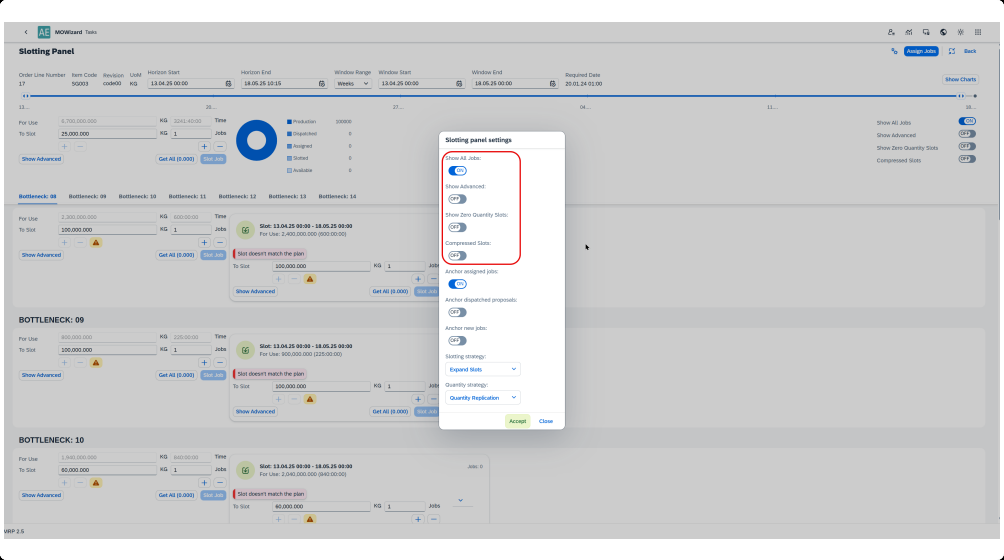 AE MOWizard Tasks
Slotting Panel
Assign Jobs Back
Order Line Number Item Code Revision UoM Horizon Start Horizon End Window Range Window Start Window End Required Date
17 SG003 code00 KG 13.04.25 00:00 18.05.25 10:15 Weeks 13.04.25 00:00 18.05.25 00:00 20.01.24 01:00
Show Charts
13.... 20.... 27.... 04.... 11.... 18....
For Use 6,700,000.000 KG 2241:40:00 Time
To Slot 25,000.000 KG 1 Jobs
Show Advanced Get All (0.000) Slot Job
Production
Dispatched 0
Assigned 0
Slotted 0
Available 0
Show All Jobs ON
Show Advanced OFF
Show Zero Quantity Slots OFF
Compressed Slots OFF
Bottleneck: 08 Bottleneck: 09 Bottleneck: 10 Bottleneck: 11 Bottleneck: 12 Bottleneck: 13 Bottleneck: 14
For Use 2,300,000.000 KG 600:00:00 Time
To Slot 100,000.000 KG 1 Jobs
Show Advanced Get All (0.000) Slot Job
Slot: 13.04.25 00:00 - 18.05.25 00:00
For Use: 2,400,000.000 (600:00:00)
Slot doesn't match the plan
To Slot 100,000.000 KG 1 Jobs
Show Advanced Get All (0.000) Slot Job
BOTTLENECK: 09
For Use 900,000.000 KG 225:00:00 Time
To Slot 100,000.000 KG 1 Jobs
Show Advanced Get All (0.000) Slot Job
Slot: 13.04.25 00:00 - 18.05.25 00:00
For Use: 900,000.000 (225:00:00)
Slot doesn't match the plan
To Slot 100,000.000 KG 1 Jobs
Show Advanced Get All (0.000) Slot Job
BOTTLENECK: 10
For Use 1,940,000.000 KG 840:00:00 Time
To Slot 60,000.000 KG 1 Jobs
Show Advanced Get All (0.000) Slot Job
Slot: 13.04.25 00:00 - 18.05.25 00:00
For Use: 2,040,000.000 (840:00:00)
Jobs: 0
Slot doesn't match the plan
To Slot 60,000.000 KG 1 Jobs
Slotting panel settings
Show All Jobs:
ON
Show Advanced:
OFF
Show Zero Quantity Slots:
OFF
Compressed Slots:
OFF
Anchor assigned jobs:
ON
Anchor dispatched proposals:
OFF
Anchor new jobs:
OFF
Slotting strategy:
Expand Slots
Quantity strategy:
Quantity Replication
Accept Close
MRP 2.5